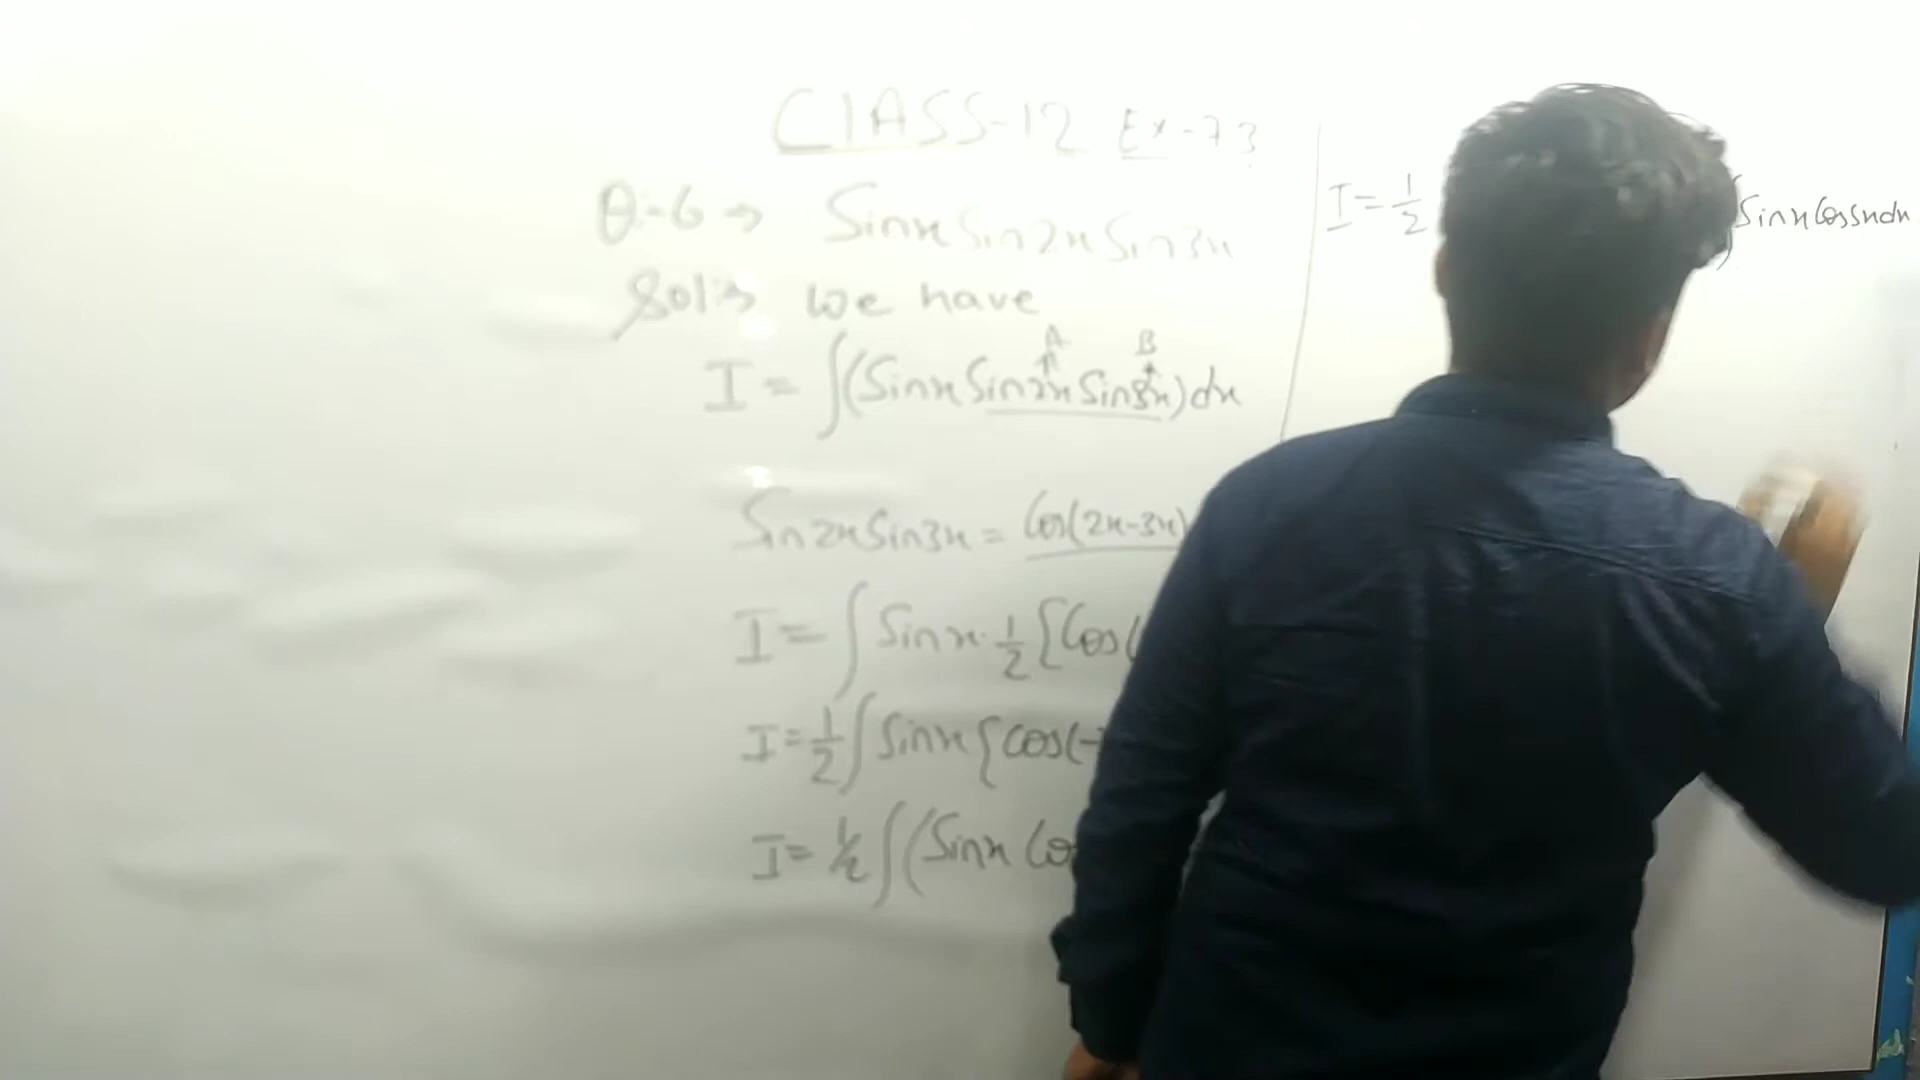 CLASS-12 Ex-7.3
Q-6 → Sinx Sin2x Sin3x
Sol:→ We have
A B
I = ∫(Sinx Sin2x Sin3x)dx
Sin2x Sin3x = Cos(2x-3x)
I = ∫ Sinx. 1/2 {Cos(
I = 1/2 ∫ Sinx {cos(-
I = 1/2 ∫ (Sinx Co
I = 1/2
∫ Sinx Cos5x dx